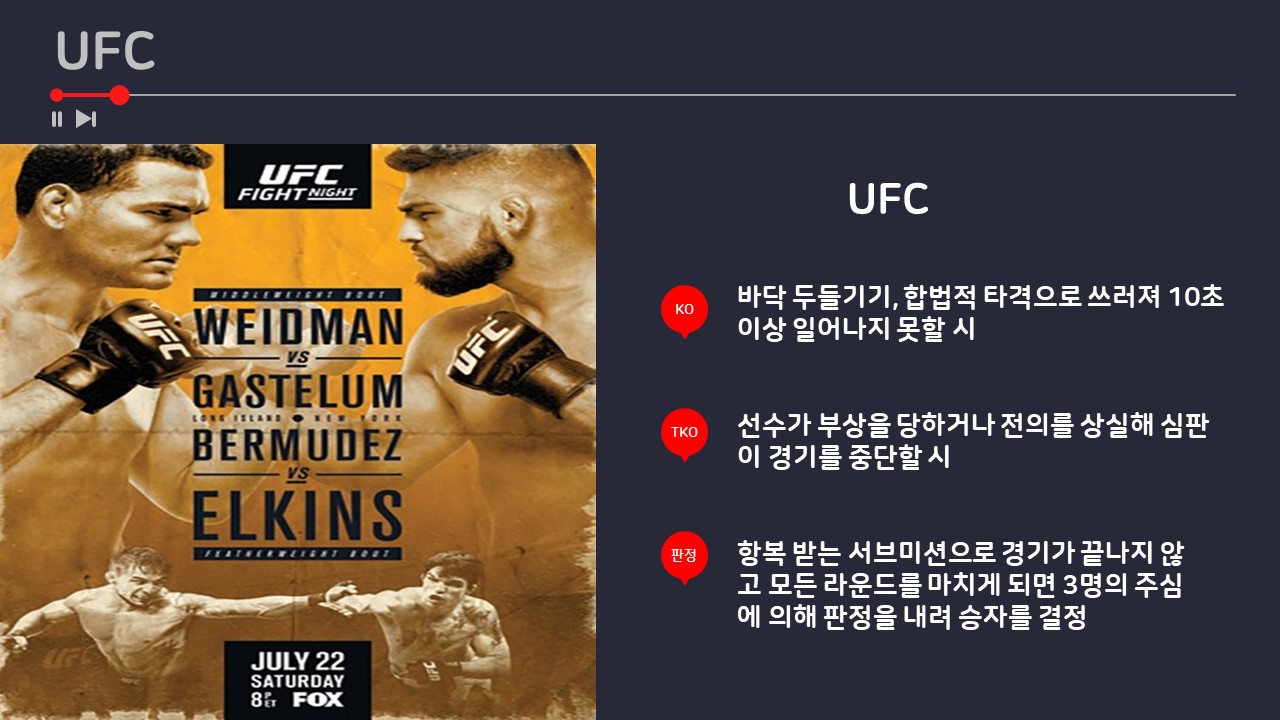 UFC
UFC
FIGHT NIGHT
MIDDLEWEIGHT BOUT
UFC
UFC
WEIDMAN
VS
GASTELUM
LONG ISLAND NEW YORK
BERMUDEZ
VS
ELKINS
FEATHERWEIGHT BOUT
UFC
JULY 22
SATURDAY
8PET FOX
UFC
KO
바닥 두들기기, 합법적 타격으로 쓰러져 10초
이상 일어나지 못할 시
TKO
선수가 부상을 당하거나 전의를 상실해 심판
이 경기를 중단할 시
판정
항복 받는 서브미션으로 경기가 끝나지 않
고 모든 라운드를 마치게 되면 3명의 주심
에 의해 판정을 내려 승자를 결정